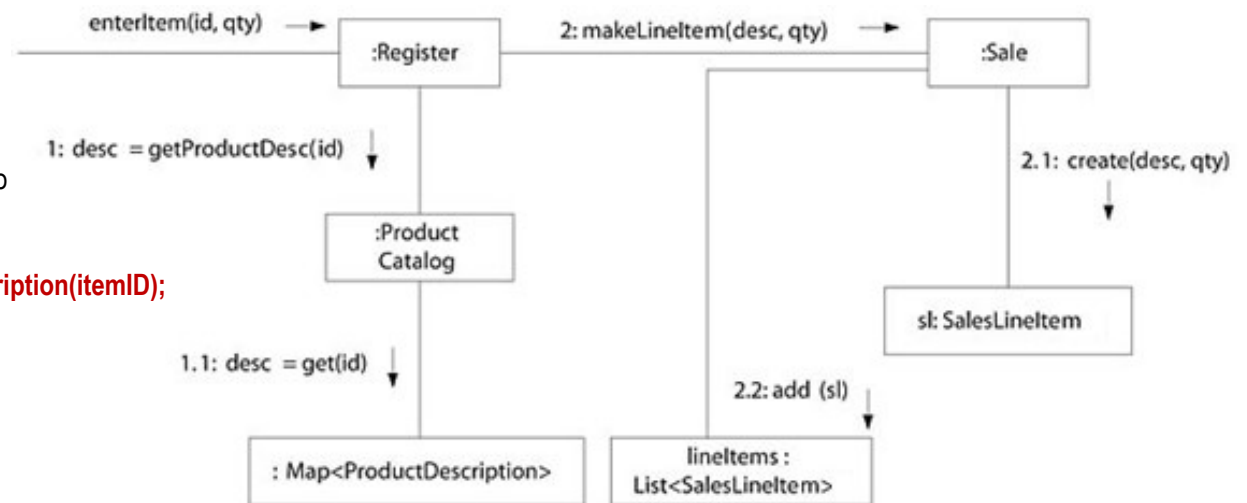 enterItem(id, qty)
:Register
2: makeLineItem(desc, qty)
:Sale
1: desc = getProductDesc(id)
2.1: create(desc, qty)
o
:Product
Catalog
ription(itemID);
sl: SalesLineItem
1.1: desc = get(id)
2.2: add (sl)
: Map<ProductDescription>
lineItems :
List<SalesLineItem>